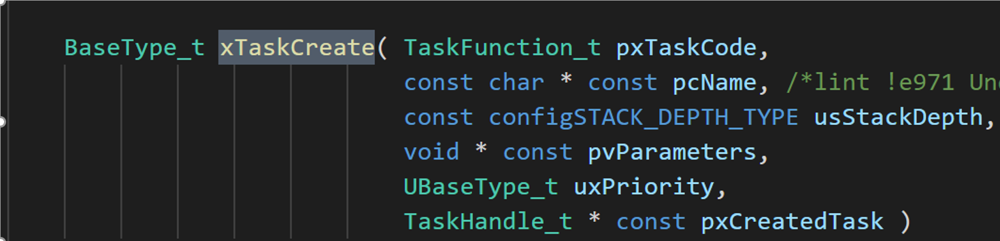 BaseType_t xTaskCreate( TaskFunction_t pxTaskCode,
const char * const pcName, /*lint !e971
const configSTACK_DEPTH_TYPE usStackDepth,
void * const pvParameters,
UBaseType_t uxPriority,
TaskHandle_t * const pxCreatedTask )